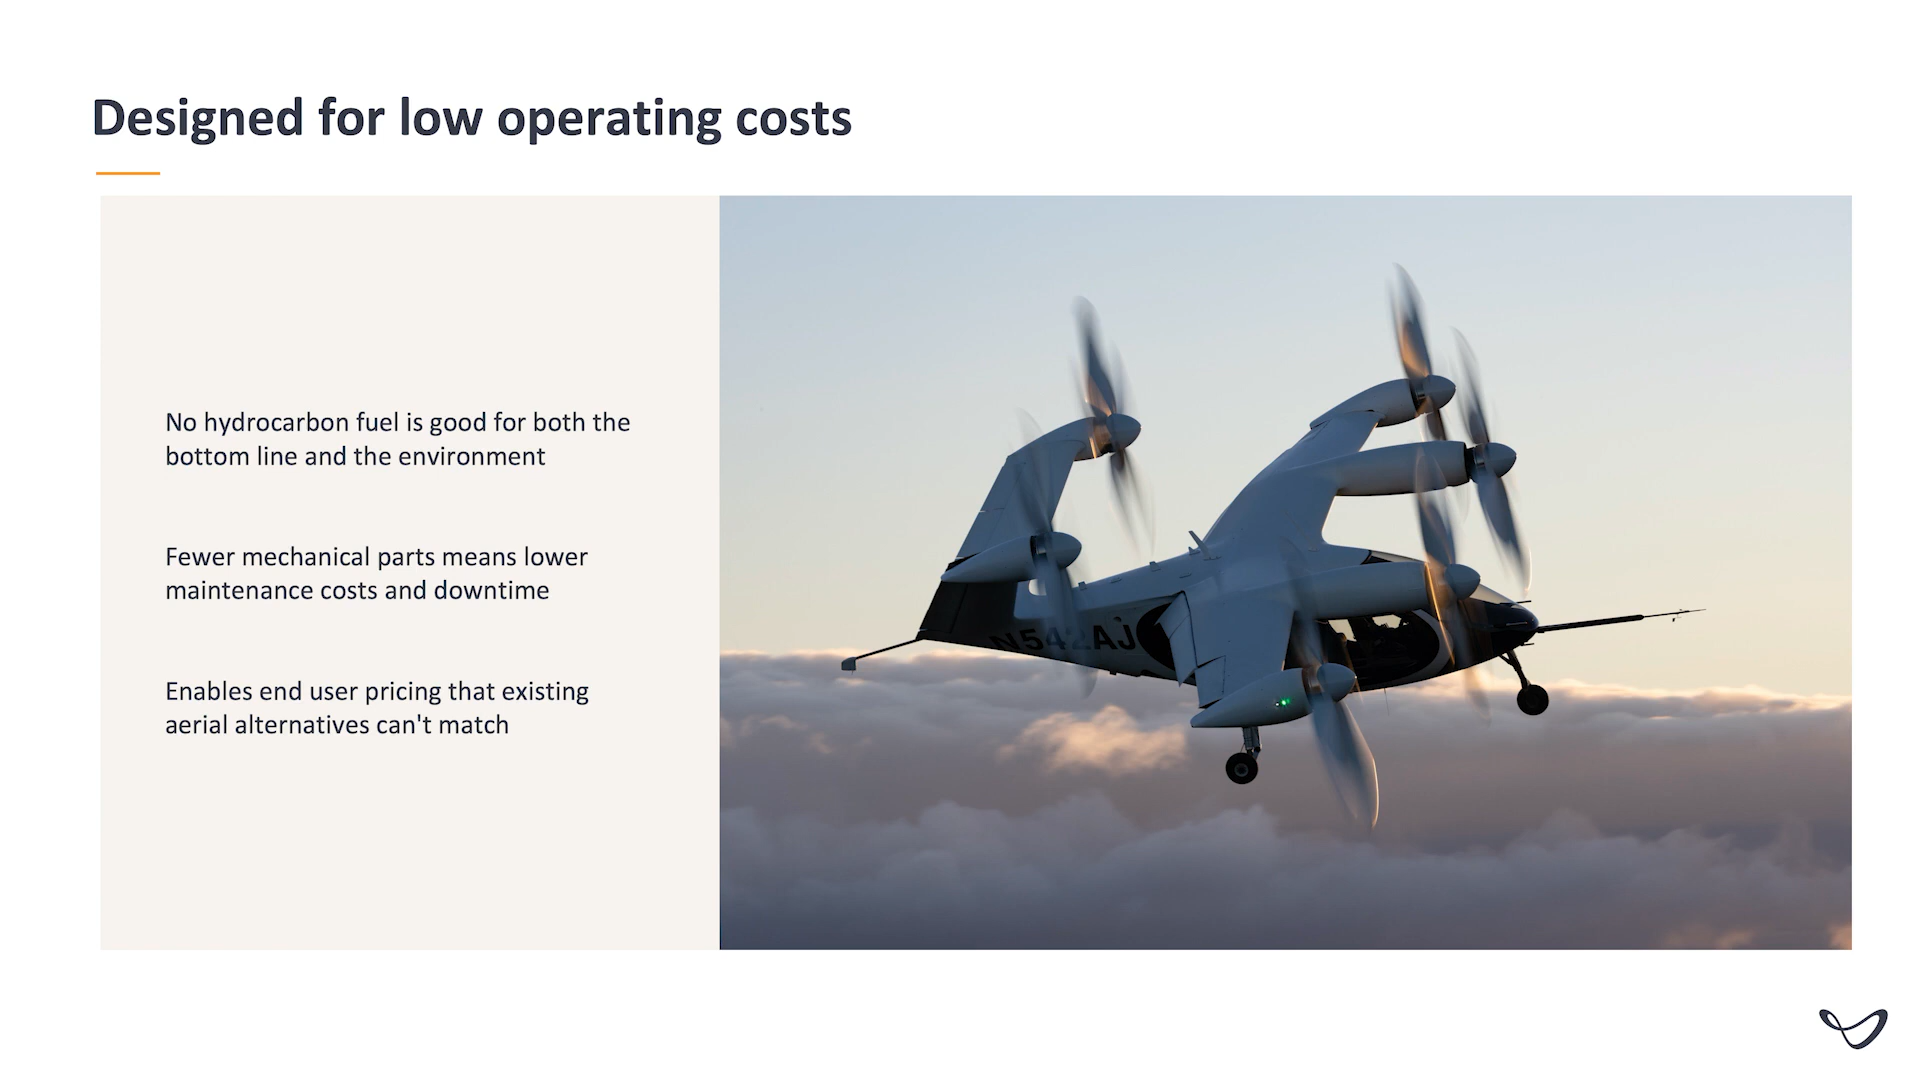 Designed for low operating costs
No hydrocarbon fuel is good for both the
bottom line and the environment
Fewer mechanical parts means lower
maintenance costs and downtime
Enables end user pricing that existing
aerial alternatives can't match
N542AJ